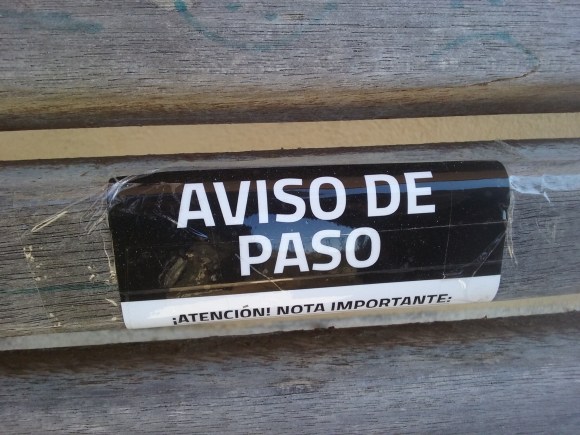 AVISO DE
PASO
¡ATENCIÓN! NOTA IMPORTANTE: